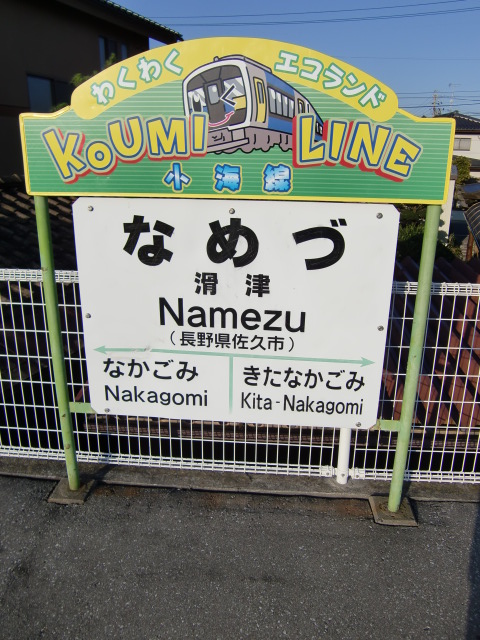 わくわく エコランド
KOUMI LINE
小海線
なめづ
滑津
Namezu
(長野県佐久市)
なかごみ きたなかごみ
Nakagomi Kita-Nakagomi